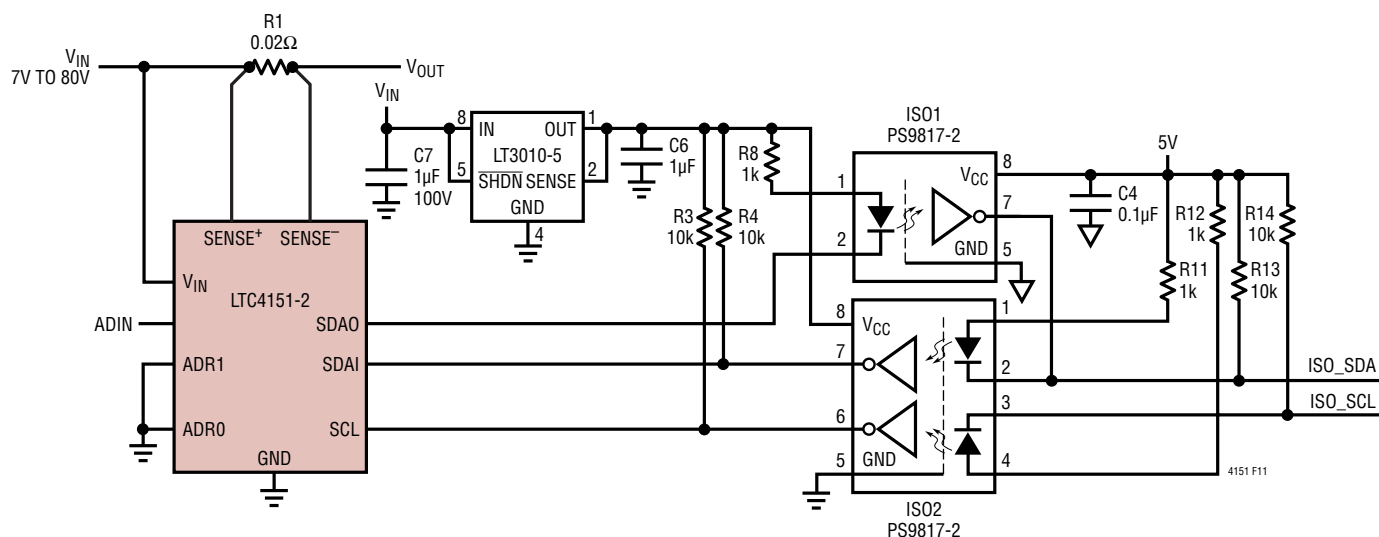 R1
0.02Ω
VIN
7V TO 80V
VOUT
VIN
C7
1µF
100V
8
IN
OUT
1
LT3010-5
5
SHDN
SENSE
2
GND
4
C6
1µF
R3
10k
R4
10k
R8
1k
ISO1
PS9817-2
1
2
VCC
8
7
GND
5
5V
C4
0.1µF
R11
1k
R12
1k
R13
10k
R14
10k
SENSE+
SENSE–
VIN
LTC4151-2
ADIN
SDAO
ADR1
SDAI
ADR0
SCL
GND
8
VCC
7
6
5
GND
1
2
3
4
ISO2
PS9817-2
ISO_SDA
ISO_SCL
4151 F11